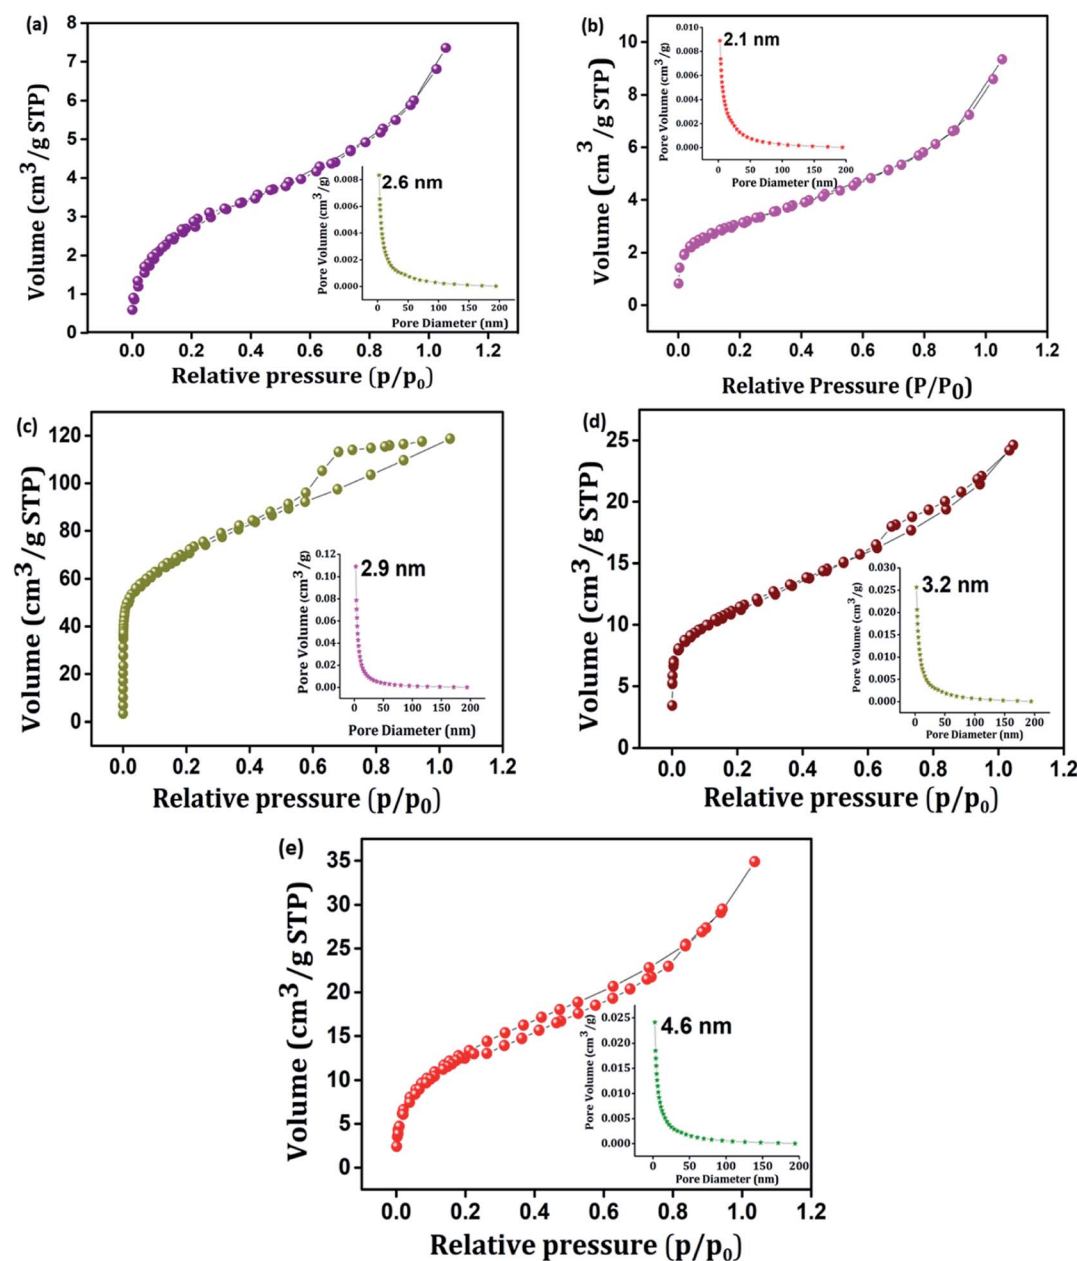 (a)
8
7
6
5
4
3
2
1
0
Volume (cm3/g STP)
0.0 0.2 0.4 0.6 0.8 1.0 1.2
Relative pressure (p/p0)
2.6 nm
0.008
0.006
0.004
0.002
0.000
Pore Volume (cm3/g)
0 50 100 150 200
Pore Diameter (nm)
(b)
10
8
6
4
2
0
Volume (cm3/g STP)
0.0 0.2 0.4 0.6 0.8 1.0 1.2
Relative Pressure (P/P0)
2.1 nm
0.010
0.008
0.006
0.004
0.002
0.000
Pore Volume (cm3/g)
0 50 100 150 200
Pore Diameter (nm)
(c)
120
100
80
60
40
20
0
Volume (cm3/g STP)
0.0 0.2 0.4 0.6 0.8 1.0 1.2
Relative pressure (p/p0)
2.9 nm
0.12
0.10
0.08
0.06
0.04
0.02
0.00
Pore Volume (cm3/g)
0 50 100 150 200
Pore Diameter (nm)
(d)
25
20
15
10
5
0
Volume (cm3/g STP)
0.0 0.2 0.4 0.6 0.8 1.0 1.2
Relative pressure (p/p0)
3.2 nm
0.030
0.025
0.020
0.015
0.010
0.005
0.000
Pore Volume (cm3/g)
0 50 100 150 200
Pore Diameter (nm)
(e)
35
30
25
20
15
10
5
0
Volume (cm3/g STP)
0.0 0.2 0.4 0.6 0.8 1.0 1.2
Relative pressure (p/p0)
4.6 nm
0.025
0.020
0.015
0.010
0.005
0.000
Pore Volume (cm3/g)
0 50 100 150 200
Pore Diameter (nm)